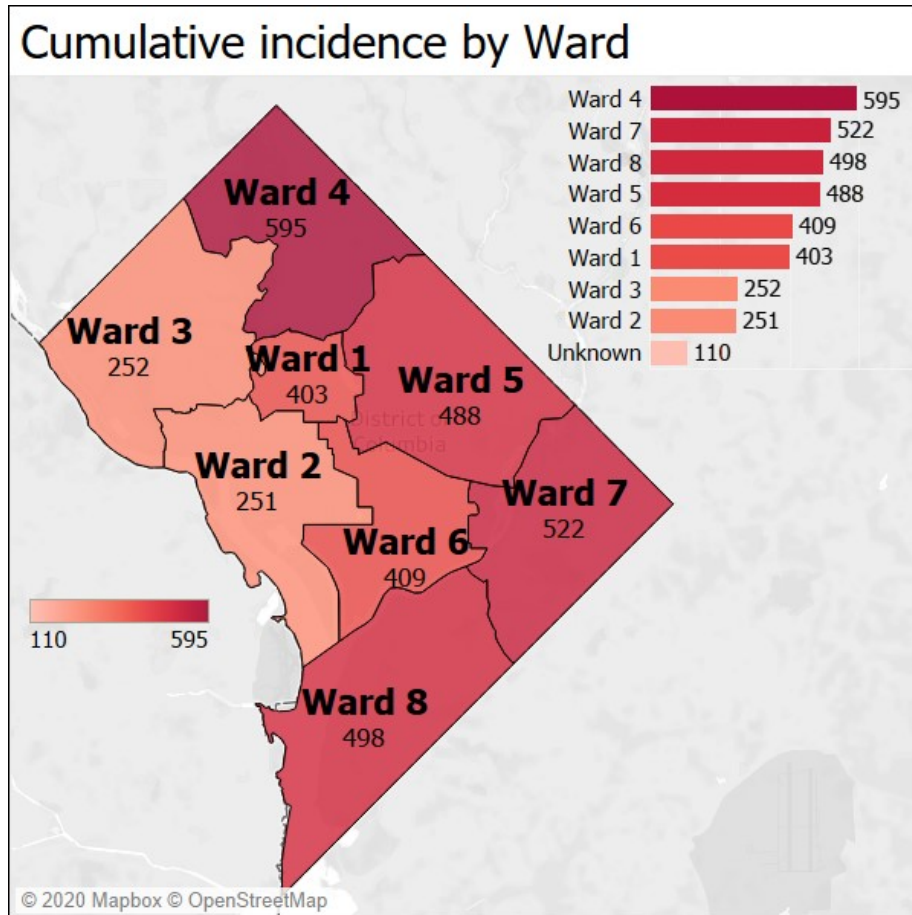 Cumulative incidence by Ward
Ward 4 595
Ward 7 522
Ward 8 498
Ward 5 488
Ward 6 409
Ward 1 403
Ward 3 252
Ward 2 251
Unknown 110
Ward 4
595
Ward 3
252
Ward 1
403
Ward 5
488
District of
Columbia
Ward 2
251
Ward 7
522
Ward 6
409
110 595
Ward 8
498
© 2020 Mapbox © OpenStreetMap